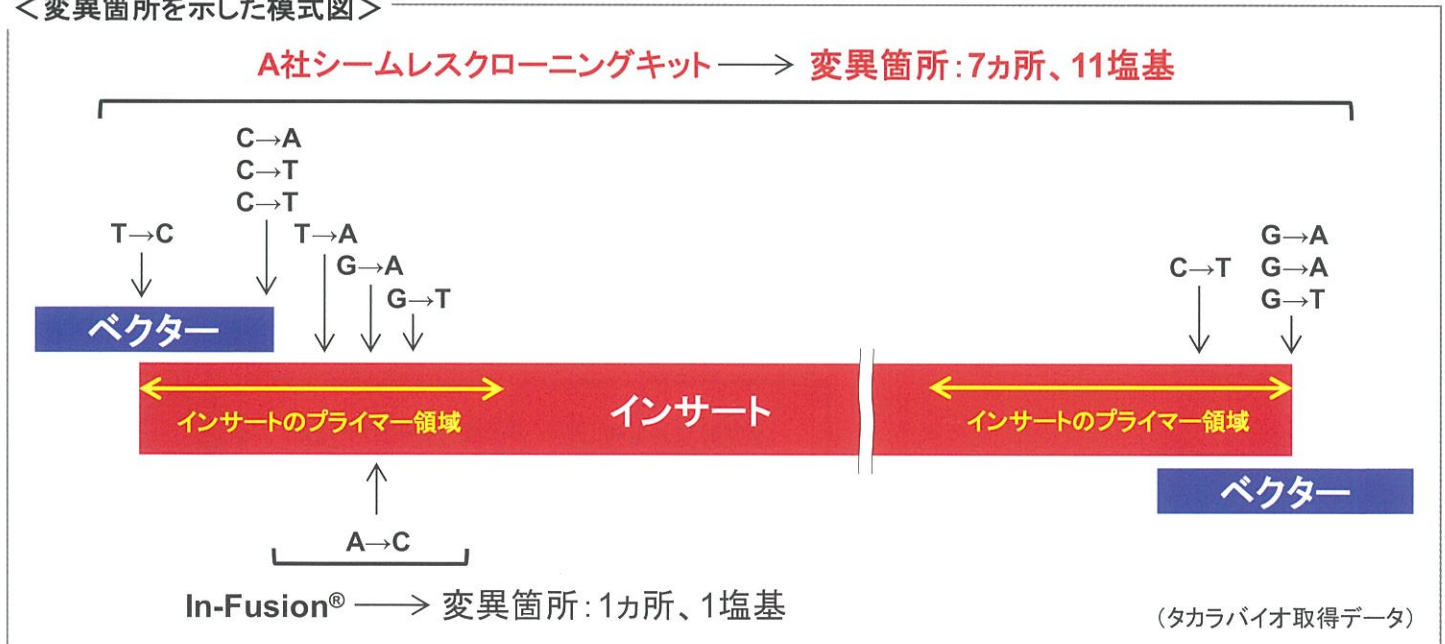 ＜変異箇所を示した模式図＞
A社シームレスクローニングキット ⟶ 変異箇所：7ヵ所、11塩基
C→A
C→T
C→T
T→C
T→A
G→A
G→T
C→T
G→A
G→A
G→T
ベクター
インサートのプライマー領域
インサート
インサートのプライマー領域
ベクター
A→C
In-Fusion® ⟶ 変異箇所：1ヵ所、1塩基
（タカラバイオ取得データ）